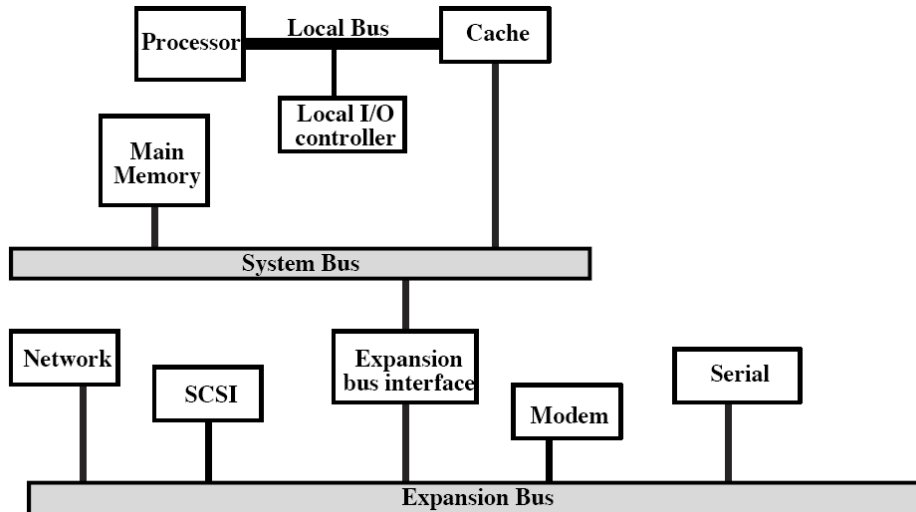 Processor
Local Bus
Cache
Local I/O
controller
Main
Memory
System Bus
Network
SCSI
Expansion
bus interface
Modem
Serial
Expansion Bus